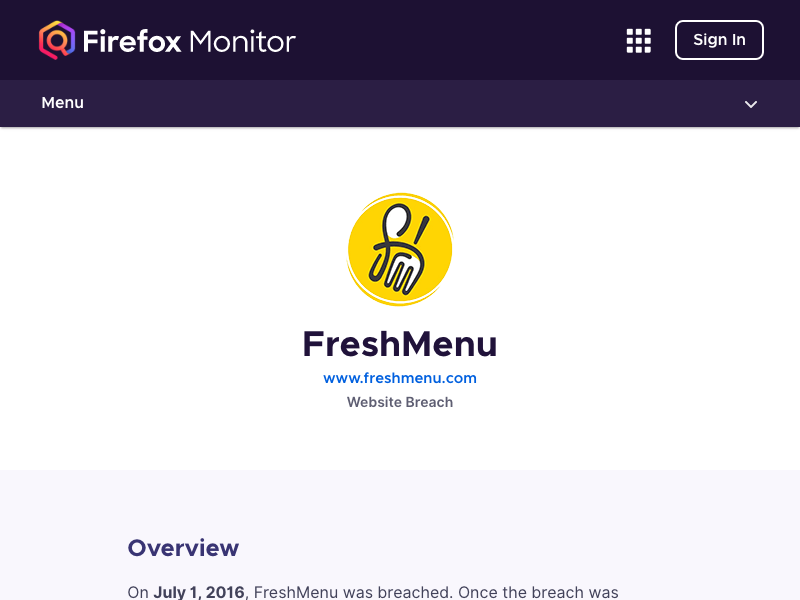 Firefox Monitor
Sign In
Menu
FreshMenu
www.freshmenu.com
Website Breach
Overview
On July 1, 2016, FreshMenu was breached. Once the breach was